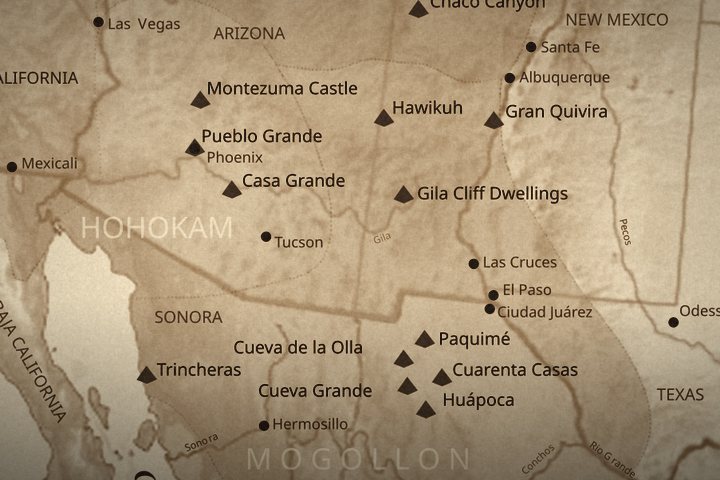 Chaco Canyon
NEW MEXICO
Las Vegas
ARIZONA
Santa Fe
ALIFORNIA
Albuquerque
Montezuma Castle
Hawikuh
Gran Quivira
Pueblo Grande
Phoenix
Mexicali
Casa Grande
Gila Cliff Dwellings
HOHOKAM
Tucson
Gila
Pecos
Las Cruces
El Paso
Ciudad Juárez
Odess
SONORA
Paquimé
Cueva de la Olla
BAJA CALIFORNIA
Trincheras
Cuarenta Casas
Cueva Grande
Huápoca
TEXAS
Hermosillo
Sonora
MOGOLLON
Conchos
Rio Grande